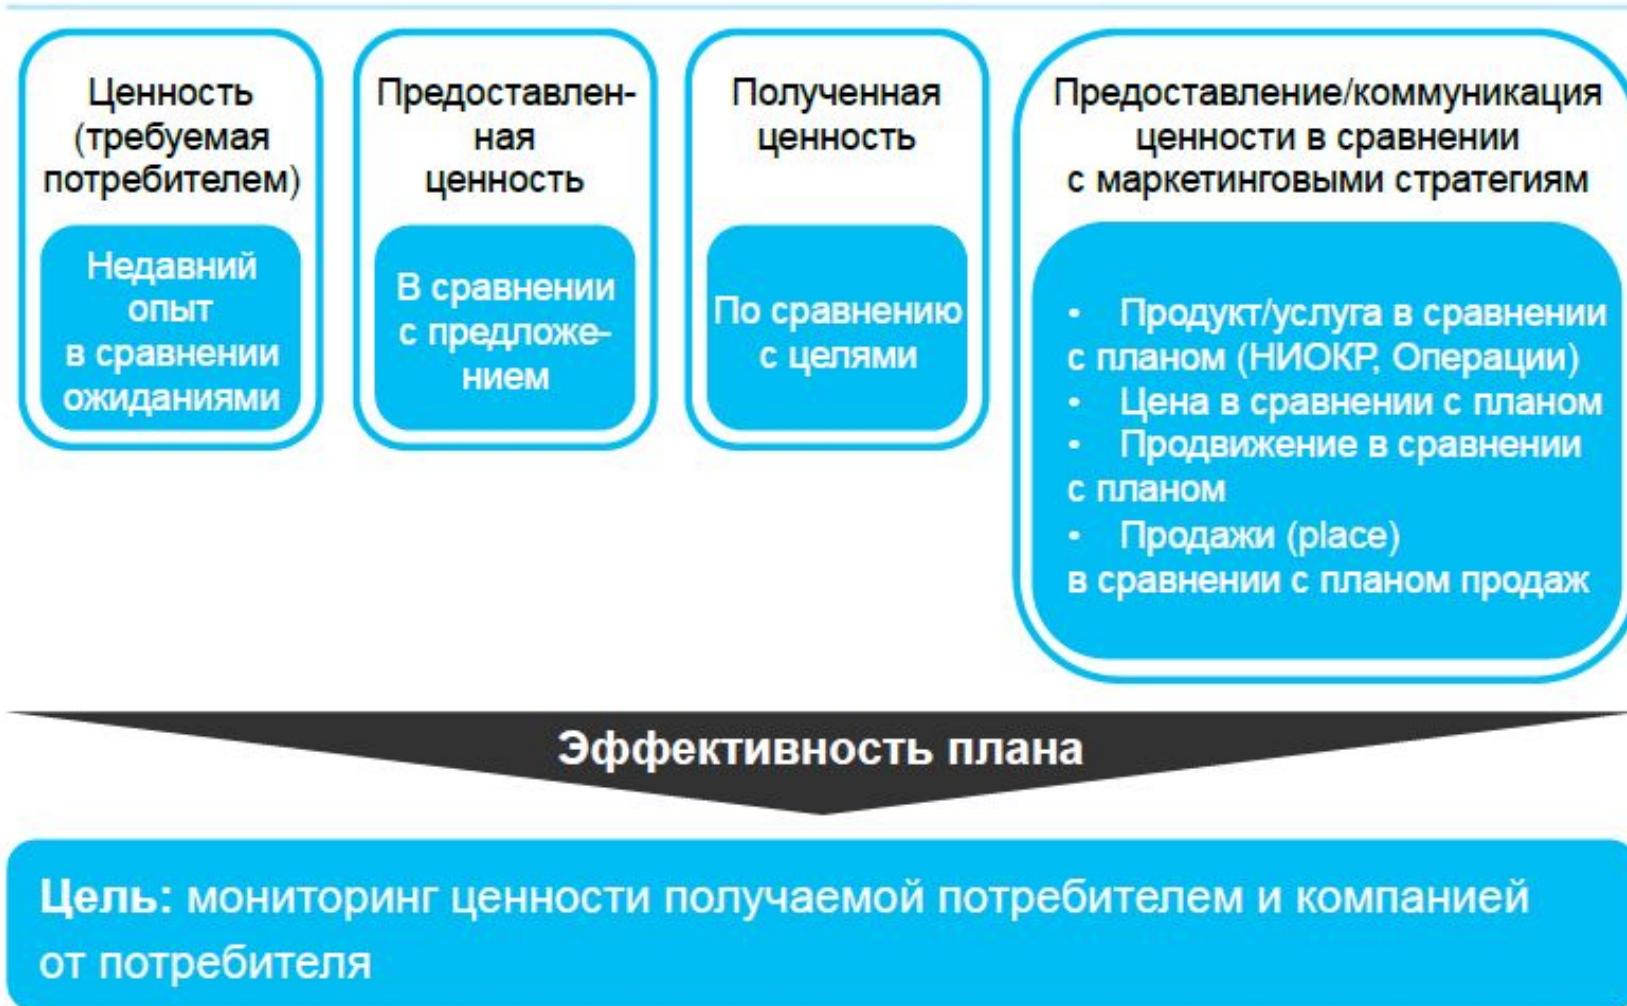 Ценность
(требуемая
потребителем)
Недавний
опыт
в сравнении
ожиданиями
Предоставлен-
ная
ценность
В сравнении
с предложе-
нием
Полученная
ценность
По сравнению
с целями
Предоставление/коммуникация
ценности в сравнении
с маркетинговыми стратегиям
• Продукт/услуга в сравнении
с планом (НИОКР, Операции)
• Цена в сравнении с планом
• Продвижение в сравнении
с планом
• Продажи (place)
в сравнении с планом продаж
Эффективность плана
Цель: мониторинг ценности получаемой потребителем и компанией
от потребителя